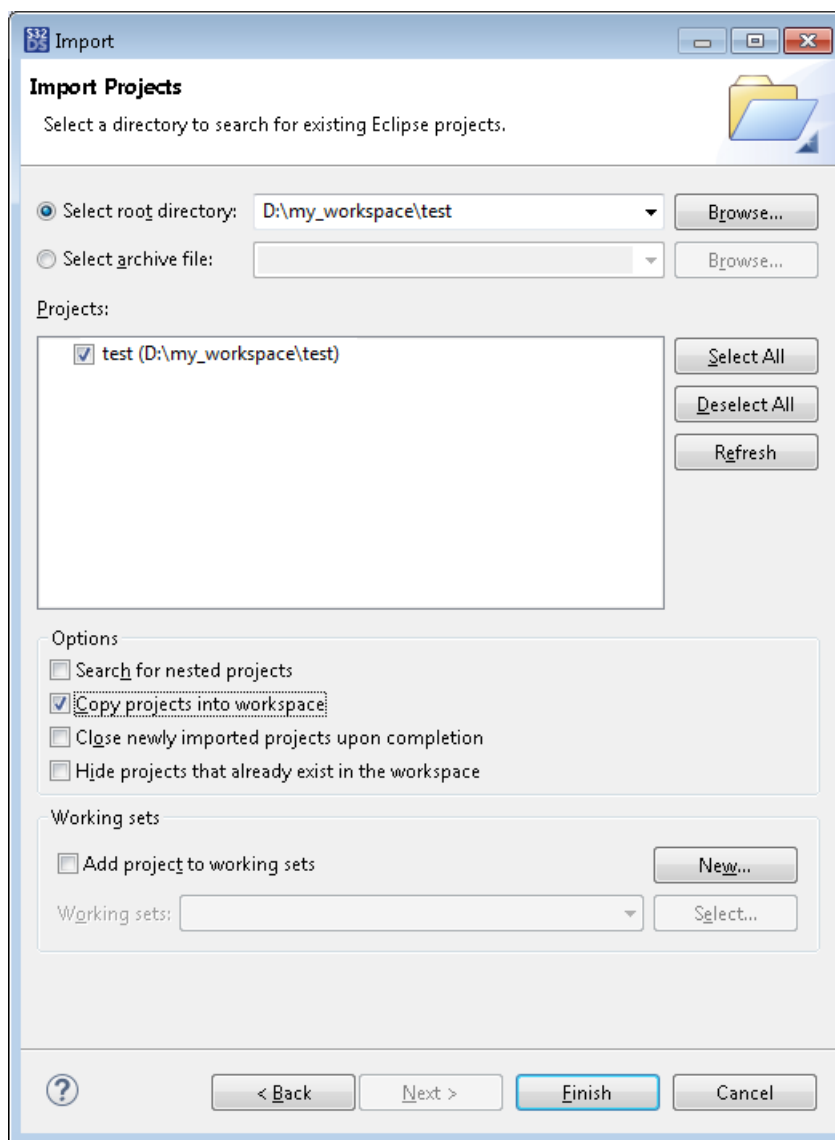 S32
DS Import
Import Projects
Select a directory to search for existing Eclipse projects.
Select root directory: D:\my_workspace\test Browse...
Select archive file: Browse...
Projects:
test (D:\my_workspace\test)
Select All
Deselect All
Refresh
Options
Search for nested projects
Copy projects into workspace
Close newly imported projects upon completion
Hide projects that already exist in the workspace
Working sets
Add project to working sets New...
Working sets: Select...
? < Back Next > Finish Cancel